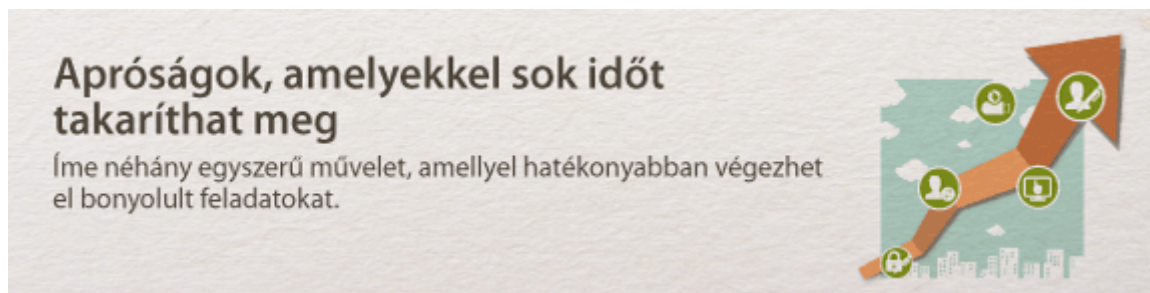 Apróságok, amelyekkel sok időt
takaríthat meg
Íme néhány egyszerű művelet, amellyel hatékonyabban végezhet
el bonyolult feladatokat.